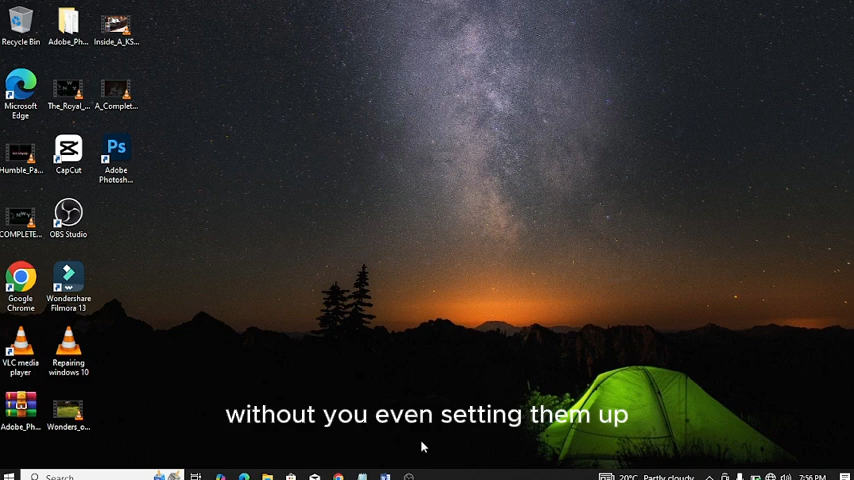 Recycle Bin
Adobe_Ph...
Inside_A_KS...
Microsoft
Edge
The_Royal_...
A_Complet...
Humble_Pa...
CapCut
Adobe
Photosh...
Ps
COMPLETE...
OBS Studio
Google
Chrome
Wondershare
Filmora 13
VLC media
player
Repairing
windows 10
Adobe_Ph...
Wonders_o...
without you even setting them up
Search
20°C Partly cloudy
7:56 PM